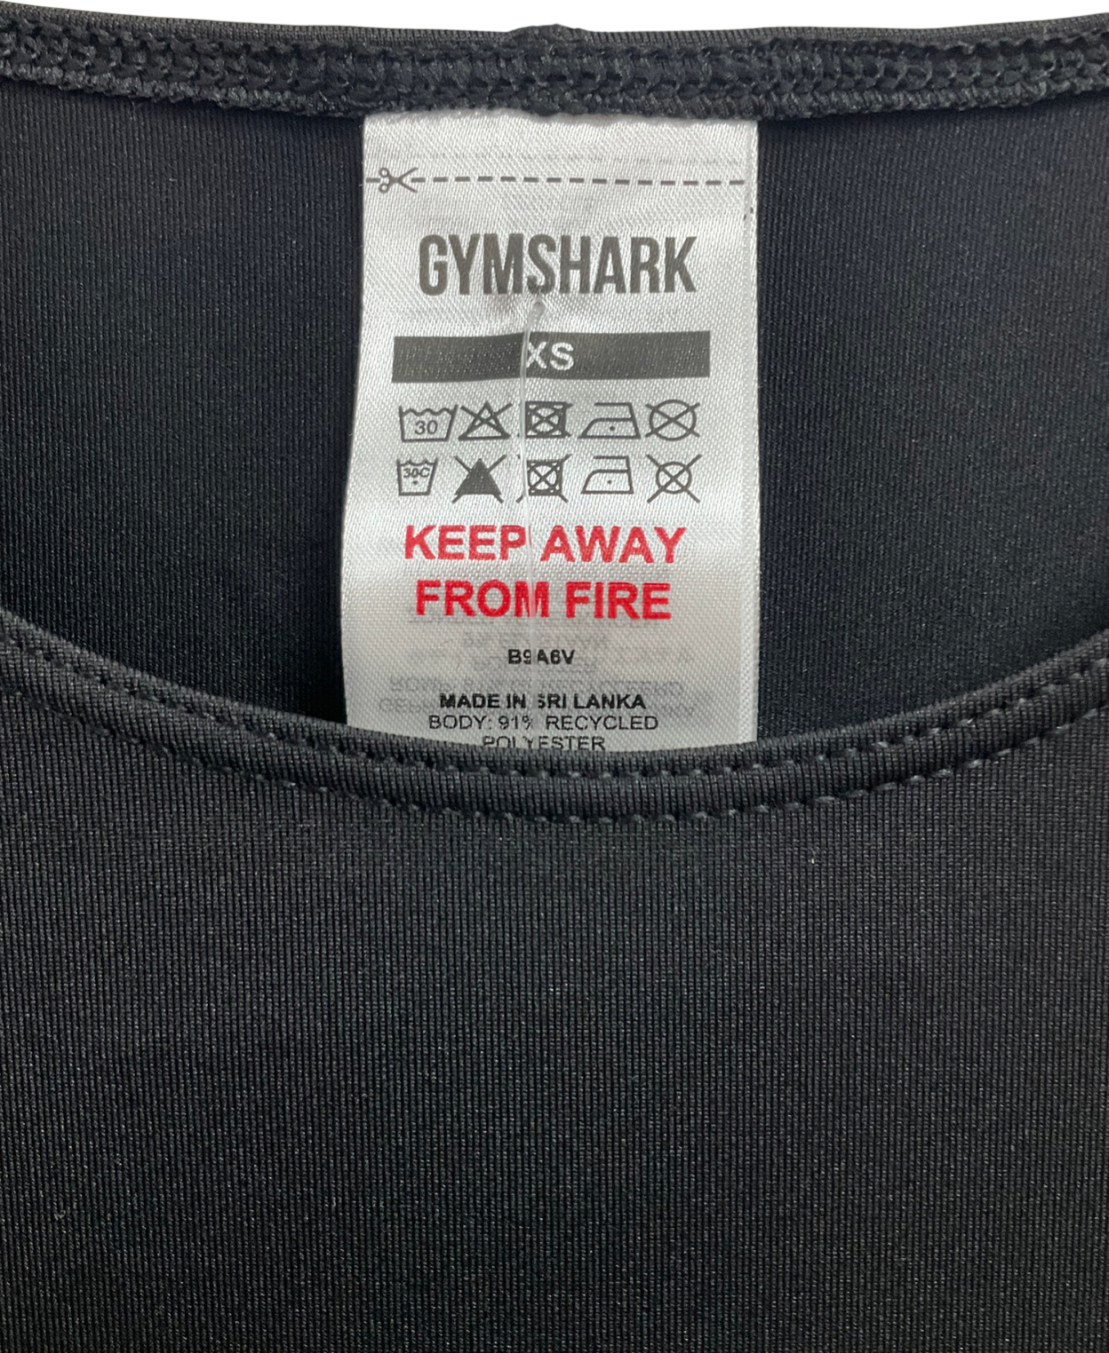 GYMSHARK
XS
30
30C
KEEP AWAY
FROM FIRE
B9A6V
MADE IN SRI LANKA
BODY: 91% RECYCLED
POLYESTER